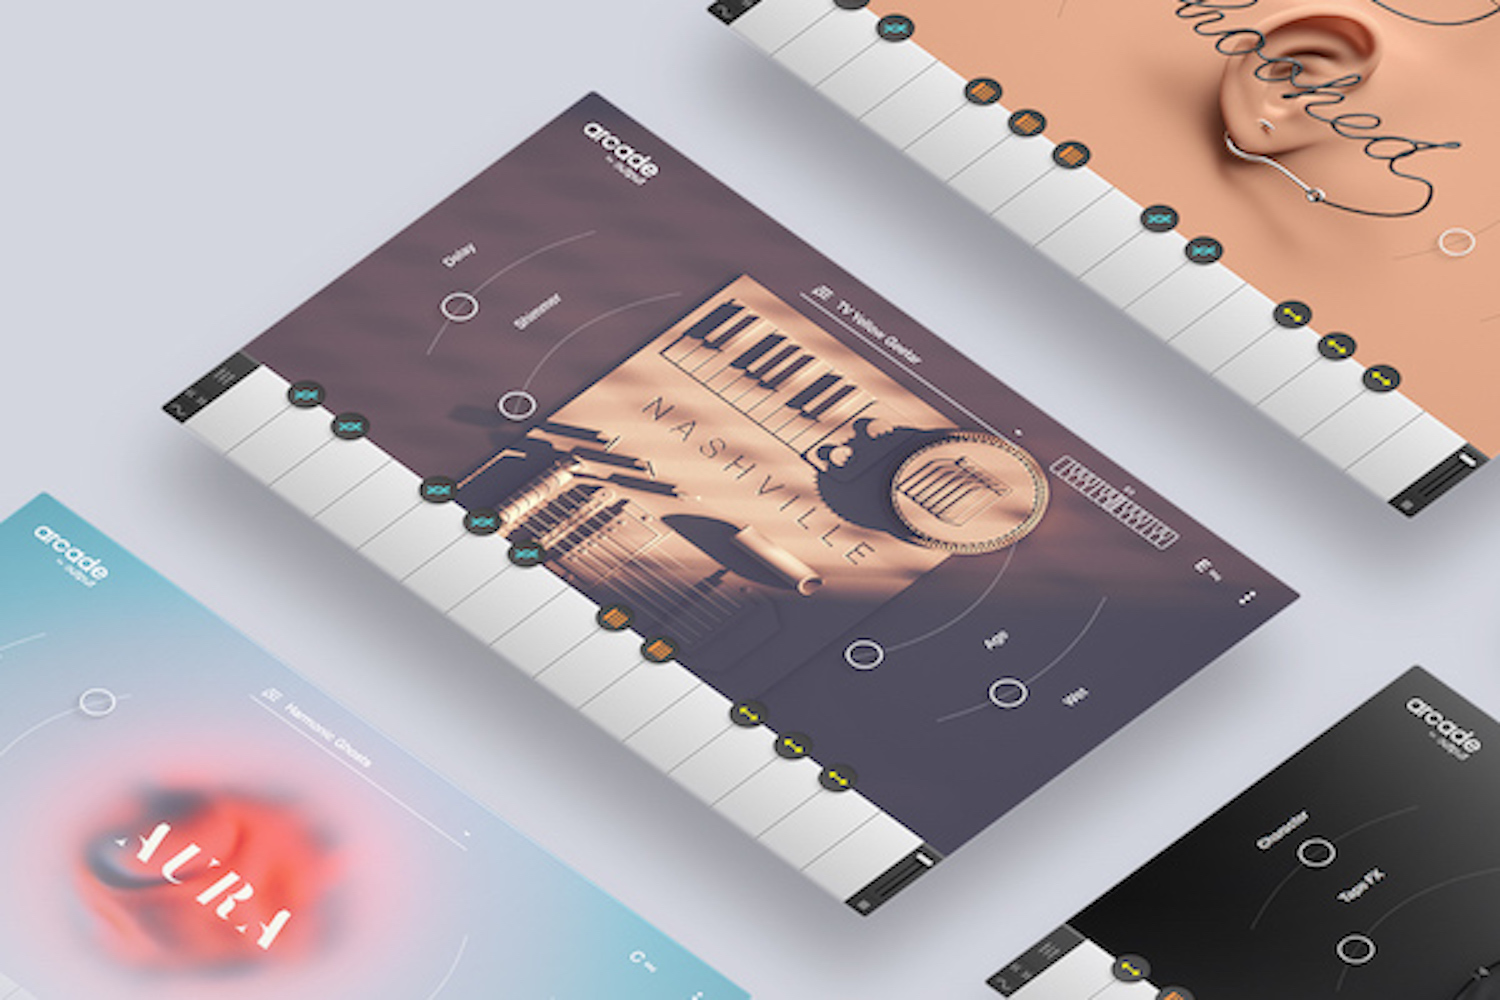 hooked
arcade
by output
Delay
Shimmer
TV Yellow Geetar
NASHVILLE
E
Age
Wet
arcade
by output
Harmonic Ghosts
AURA
C
arcade
by output
Character
Tape FX